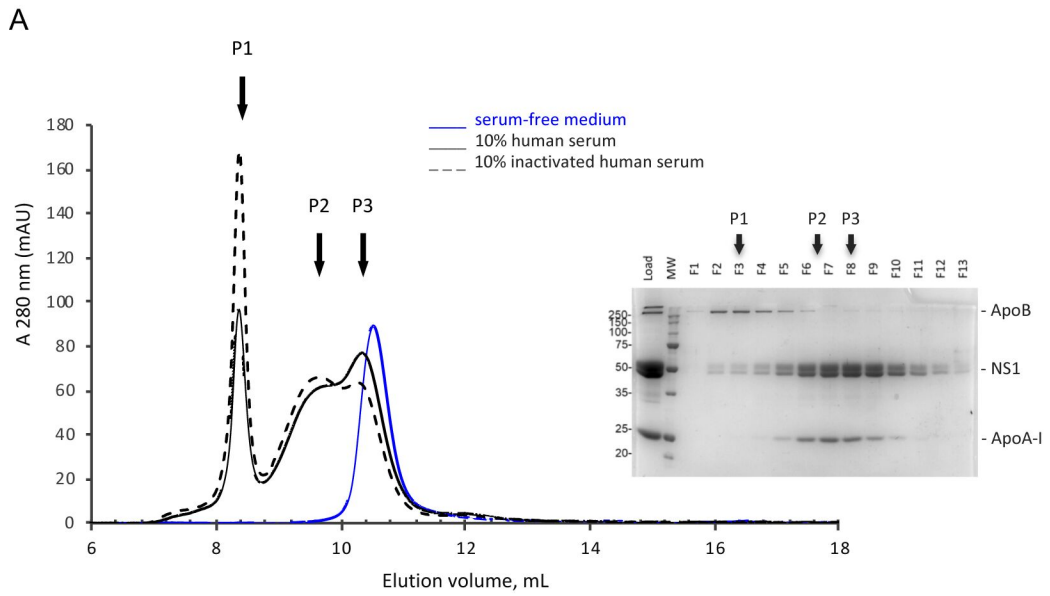 A
P1
serum-free medium
10% human serum
10% inactivated human serum
P2 P3
180
160
140
120
100
80
60
40
20
0
A 280 nm (mAU)
6 8 10 12 14 16 18
Elution volume, mL
P1 P2 P3
Load MW F1 F2 F3 F4 F5 F6 F7 F8 F9 F10 F11 F12 F13
250-
150-
100-
75-
50-
35-
25-
20-
- ApoB
- NS1
- ApoA-I